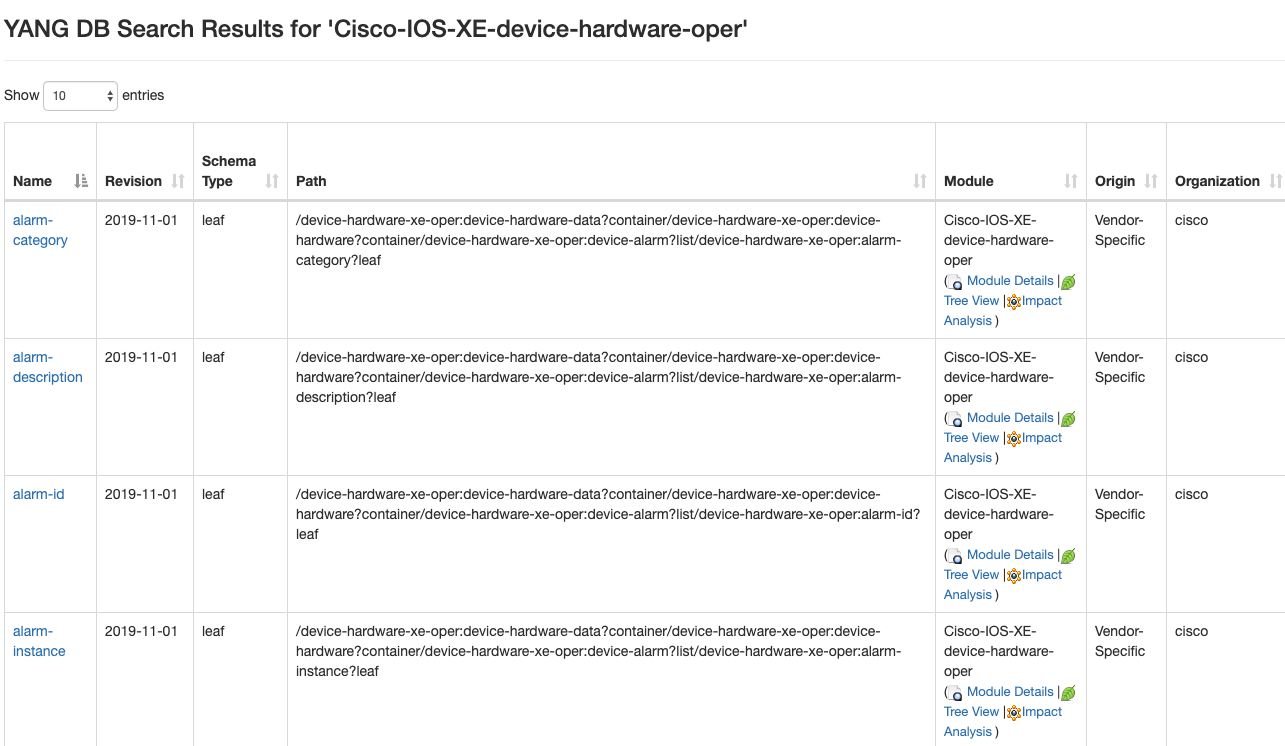 YANG DB Search Results for 'Cisco-IOS-XE-device-hardware-oper'
Show 10 entries
Name
Revision
Schema
Type
Path
Module
Origin
Organization
alarm-
category
2019-11-01
leaf
/device-hardware-xe-oper:device-hardware-data?container/device-hardware-xe-oper:device-
hardware?container/device-hardware-xe-oper:device-alarm?list/device-hardware-xe-oper:alarm-
category?leaf
Cisco-IOS-XE-
device-hardware-
oper
( Module Details |
Tree View | Impact
Analysis )
Vendor-
Specific
cisco
alarm-
description
2019-11-01
leaf
/device-hardware-xe-oper:device-hardware-data?container/device-hardware-xe-oper:device-
hardware?container/device-hardware-xe-oper:device-alarm?list/device-hardware-xe-oper:alarm-
description?leaf
Cisco-IOS-XE-
device-hardware-
oper
( Module Details |
Tree View | Impact
Analysis )
Vendor-
Specific
cisco
alarm-id
2019-11-01
leaf
/device-hardware-xe-oper:device-hardware-data?container/device-hardware-xe-oper:device-
hardware?container/device-hardware-xe-oper:device-alarm?list/device-hardware-xe-oper:alarm-id?
leaf
Cisco-IOS-XE-
device-hardware-
oper
( Module Details |
Tree View | Impact
Analysis )
Vendor-
Specific
cisco
alarm-
instance
2019-11-01
leaf
/device-hardware-xe-oper:device-hardware-data?container/device-hardware-xe-oper:device-
hardware?container/device-hardware-xe-oper:device-alarm?list/device-hardware-xe-oper:alarm-
instance?leaf
Cisco-IOS-XE-
device-hardware-
oper
( Module Details |
Tree View | Impact
Analysis )
Vendor-
Specific
cisco